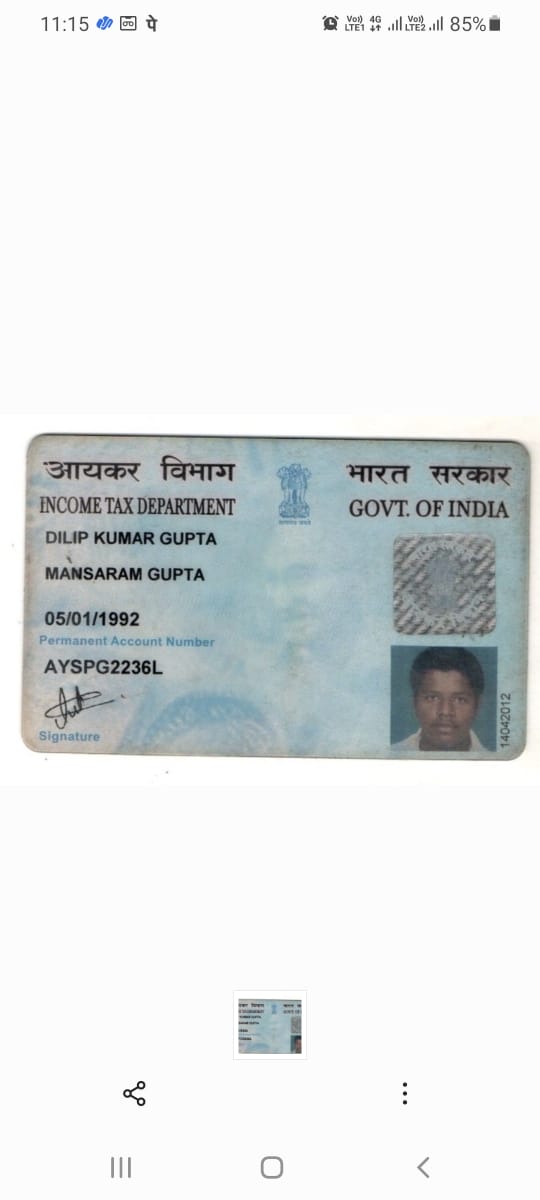 11:15 पे Vo)) LTE1 4G Vo)) LTE2 85%
आयकर विभाग भारत सरकार
INCOME TAX DEPARTMENT GOVT. OF INDIA
DILIP KUMAR GUPTA
MANSARAM GUPTA
05/01/1992
Permanent Account Number
AYSPG2236L
Signature
14042012